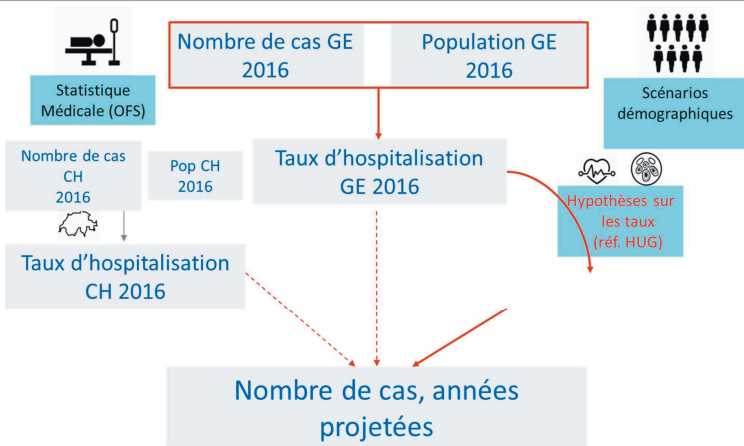 Statistique
Médicale (OFS)
Nombre de cas GE
2016
Population GE
2016
Scénarios
démographiques
Nombre de cas
CH
2016
Pop CH
2016
Taux d’hospitalisation
GE 2016
Hypothèses sur
les taux
(réf. HUG)
Taux d’hospitalisation
CH 2016
Nombre de cas, années
projetées